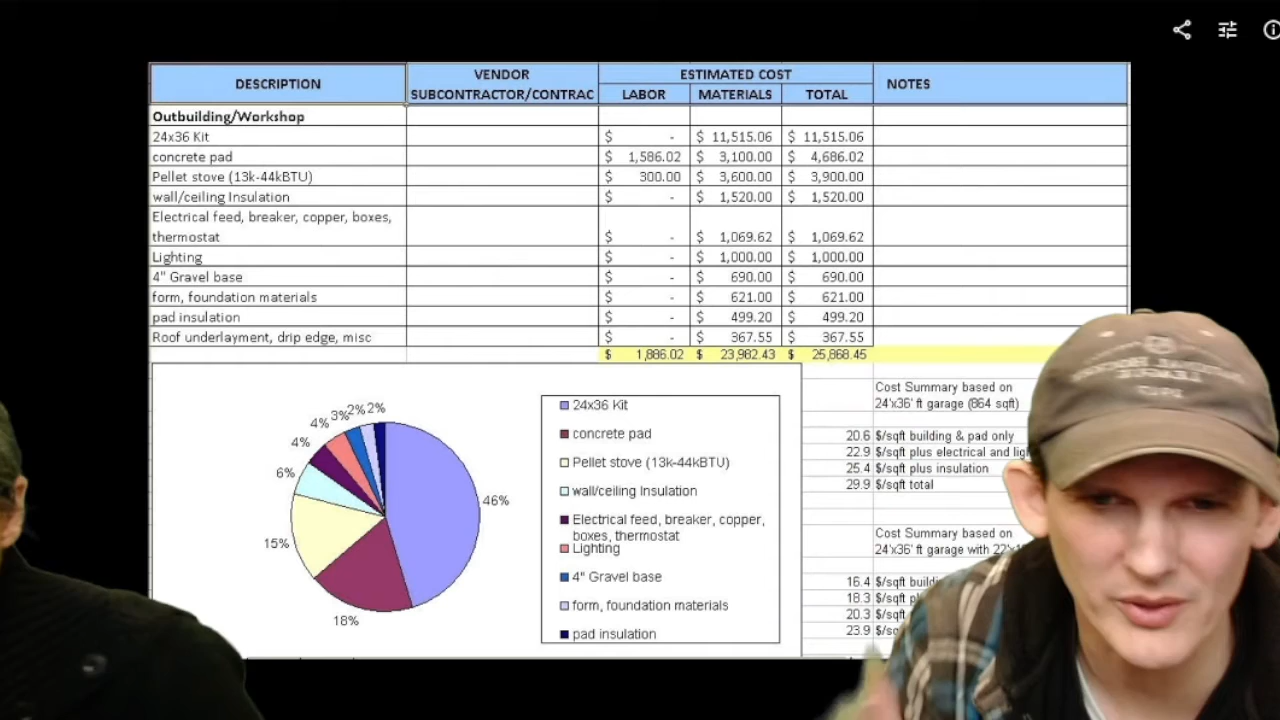 DESCRIPTION
VENDOR
SUBCONTRACTOR/CONTRAC
ESTIMATED COST
LABOR
MATERIALS
TOTAL
NOTES
Outbuilding/Workshop
24x36 Kit $ - $ 11,515.06 $ 11,515.06
concrete pad $ 1,586.02 $ 3,100.00 $ 4,686.02
Pellet stove (13k-44kBTU) $ 300.00 $ 3,600.00 $ 3,900.00
wall/ceiling Insulation $ - $ 1,520.00 $ 1,520.00
Electrical feed, breaker, copper, boxes,
thermostat $ - $ 1,069.62 $ 1,069.62
Lighting $ - $ 1,000.00 $ 1,000.00
4" Gravel base $ - $ 690.00 $ 690.00
form, foundation materials $ - $ 621.00 $ 621.00
pad insulation $ - $ 499.20 $ 499.20
Roof underlayment, drip edge, misc $ - $ 367.55 $ 367.55
$ 1,886.02 $ 23,982.43 $ 25,868.45
46%
18%
15%
6%
4%
4%
3%
2%
2%
24x36 Kit
concrete pad
Pellet stove (13k-44kBTU)
wall/ceiling Insulation
Electrical feed, breaker, copper,
boxes, thermostat
Lighting
4" Gravel base
form, foundation materials
pad insulation
Cost Summary based on
24'x36' ft garage (864 sqft)
20.6 $/sqft building & pad only
22.9 $/sqft plus electrical and
25.4 $/sqft plus insulation
29.9 $/sqft total
Cost Summary based on
24'x36' ft garage with
16.4 $/sqft
18.3 $/sqft
20.3 $/sqft
23.9